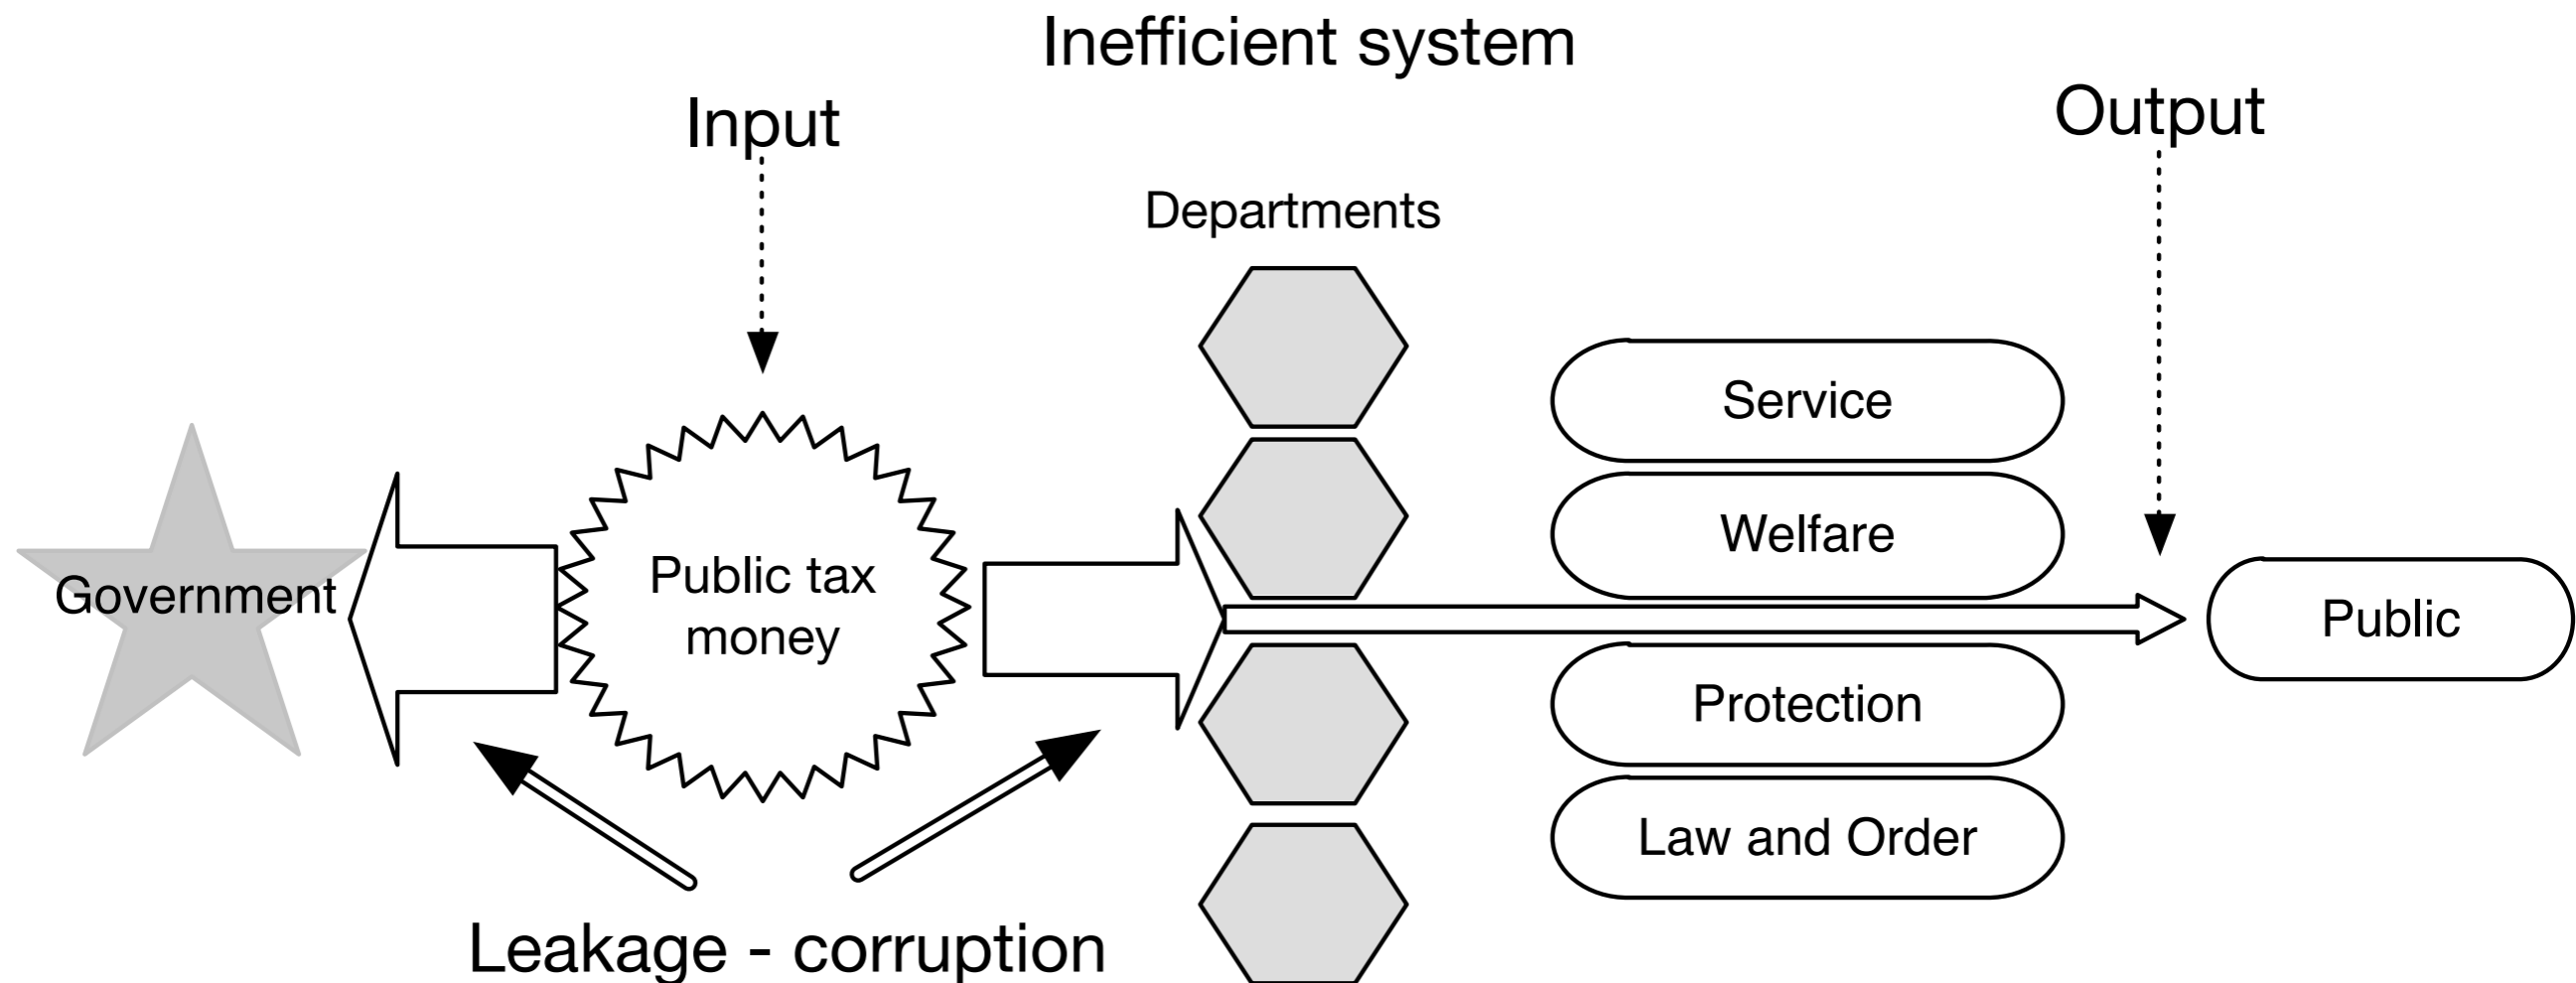 Inefficient system
Input
Output
Departments
Service
Welfare
Government
Public tax
money
Public
Protection
Law and Order
Leakage - corruption